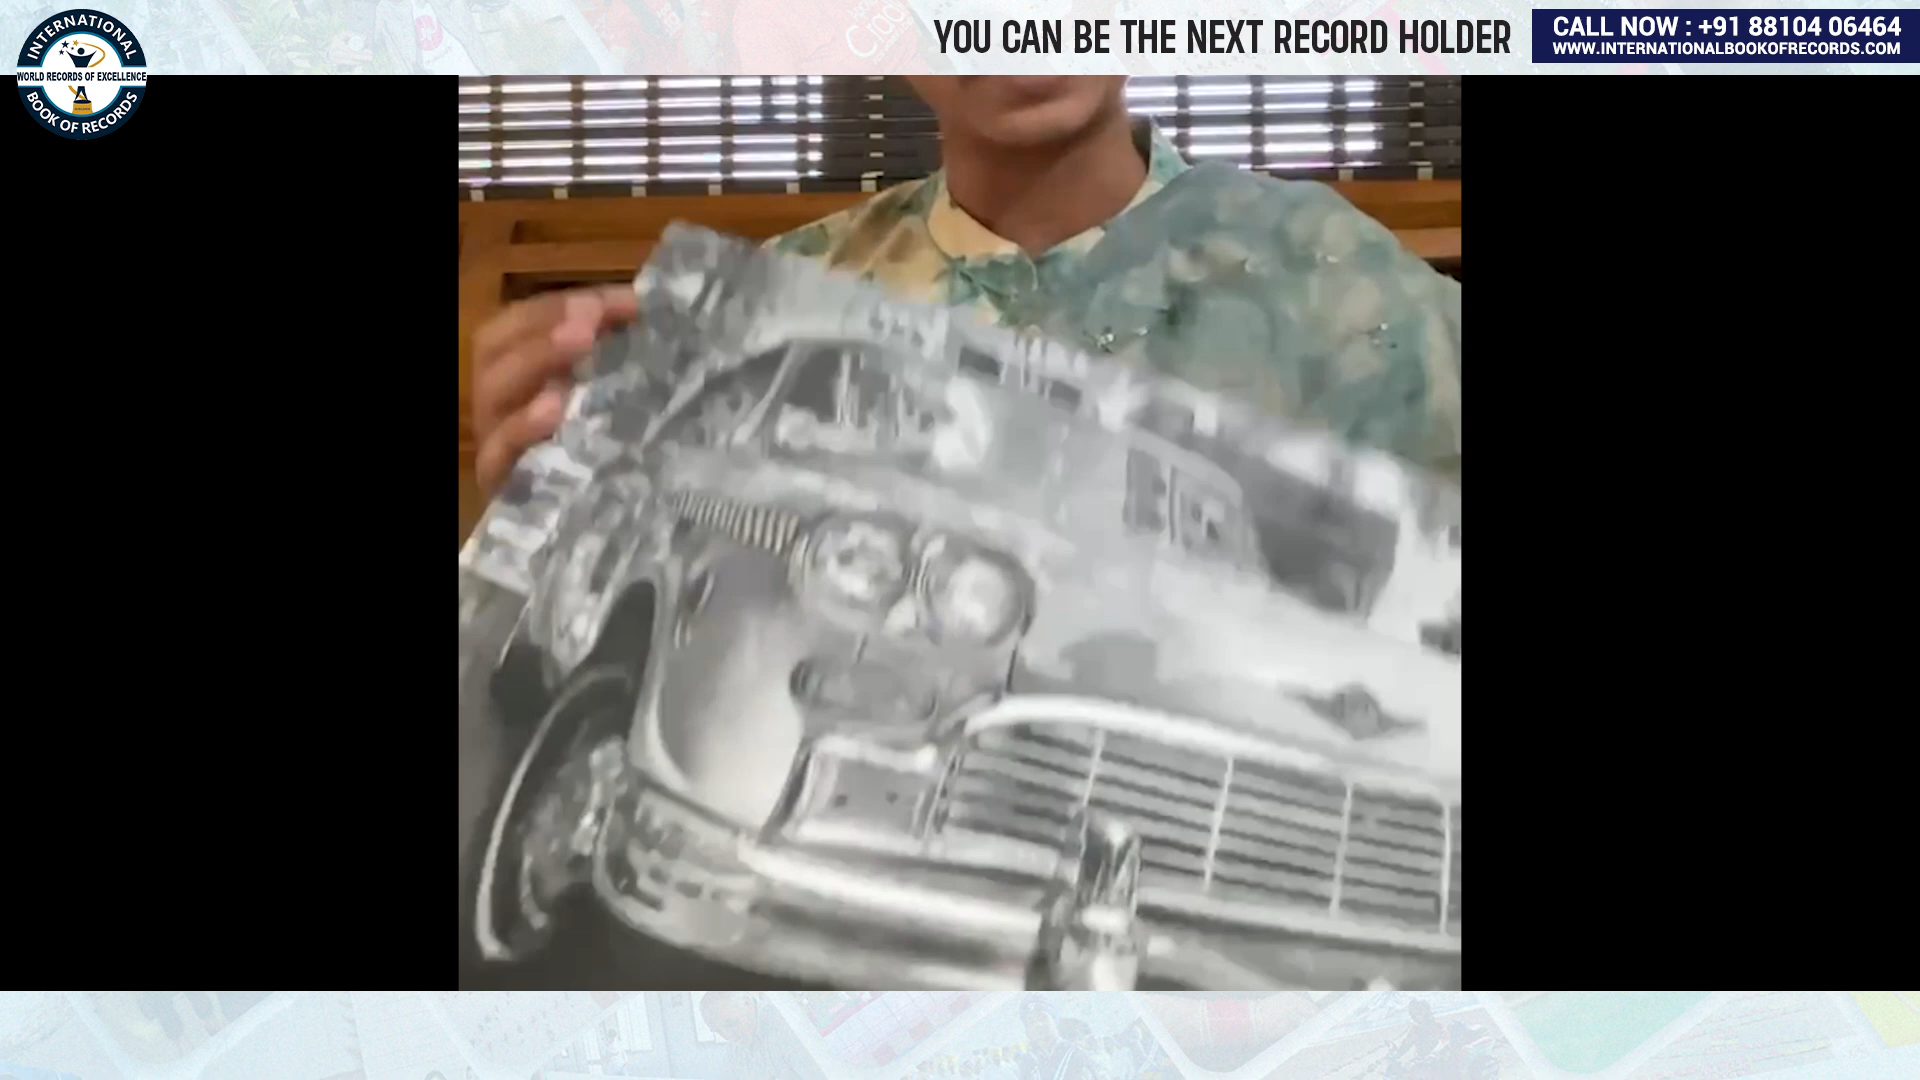 INTERNATIONAL
WORLD RECORDS OF EXCELLENCE
BOOK OF RECORDS
YOU CAN BE THE NEXT RECORD HOLDER
CALL NOW : +91 88104 06464
WWW.INTERNATIONALBOOKOFRECORDS.COM